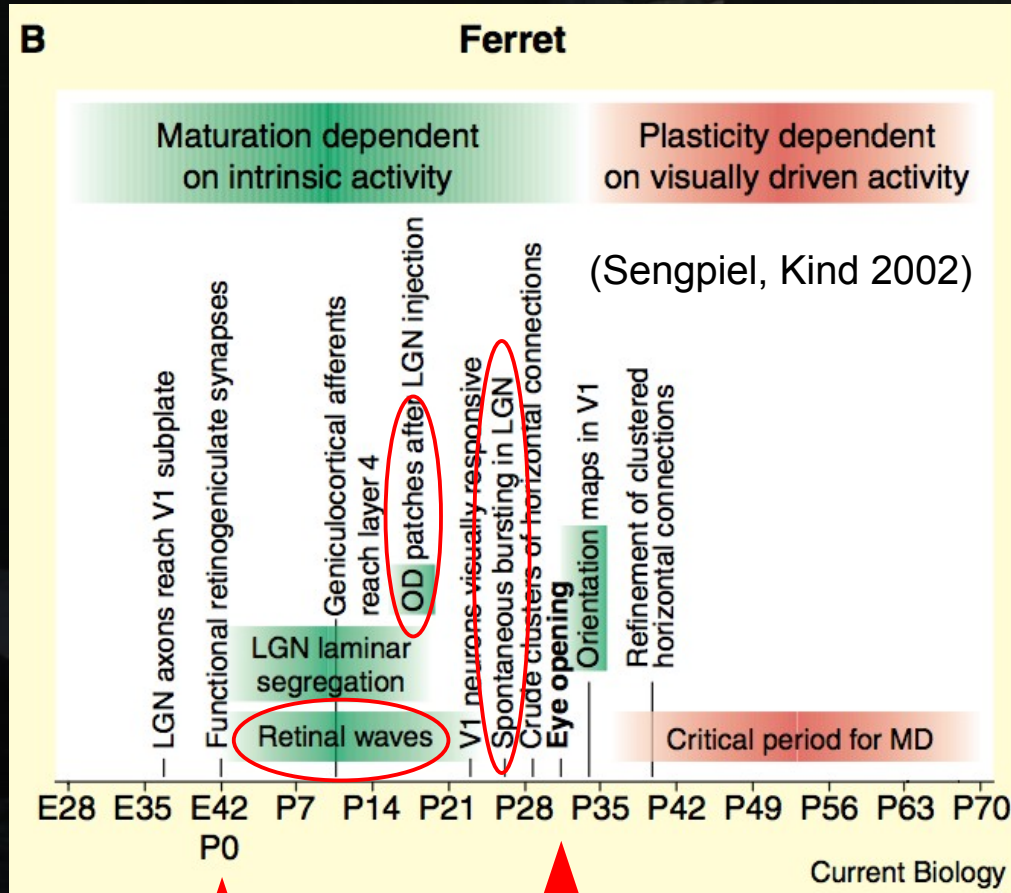 B
Ferret
Maturation dependent
on intrinsic activity
Plasticity dependent
on visually driven activity
(Sengpiel, Kind 2002)
LGN axons reach V1 subplate
Functional retinogeniculate synapses
LGN laminar
segregation
Retinal waves
Geniculocortical afferents
reach layer 4
OD patches after LGN injection
V1 neurons visually responsive
Spontaneous bursting in LGN
Crude clusters of horizontal connections
Eye opening
Orientation maps in V1
Refinement of clustered
horizontal connections
Critical period for MD
E28 E35 E42 P7 P14 P21 P28 P35 P42 P49 P56 P63 P70
P0
Current Biology